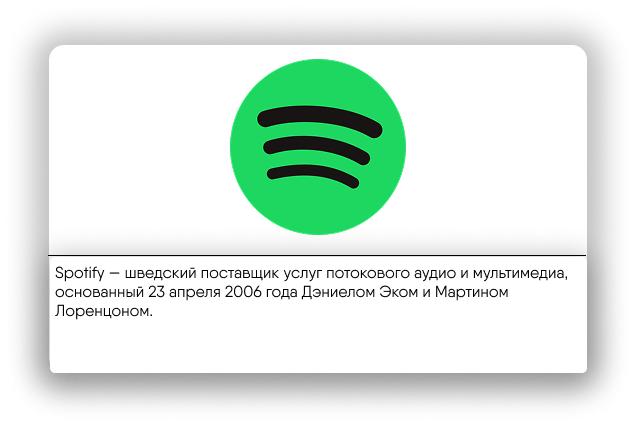 Spotify — шведский поставщик услуг потокового аудио и мультимедиа,
основанный 23 апреля 2006 года Дэниелом Эком и Мартином
Лоренцоном.